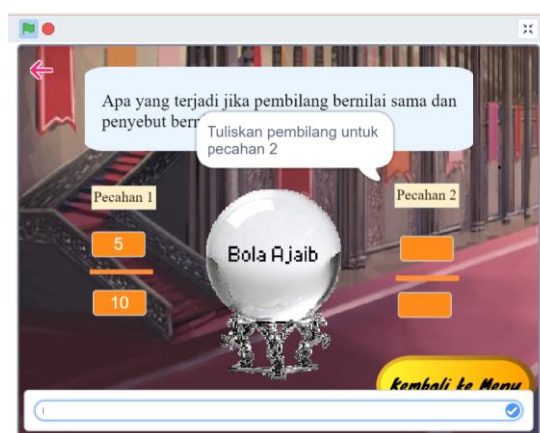 Apa yang terjadi jika pembilang bernilai sama dan
penyebut
Tuliskan pembilang untuk
pecahan 2
Pecahan 1
Pecahan 2
5
10
Bola Ajaib
Kembali ke Menu